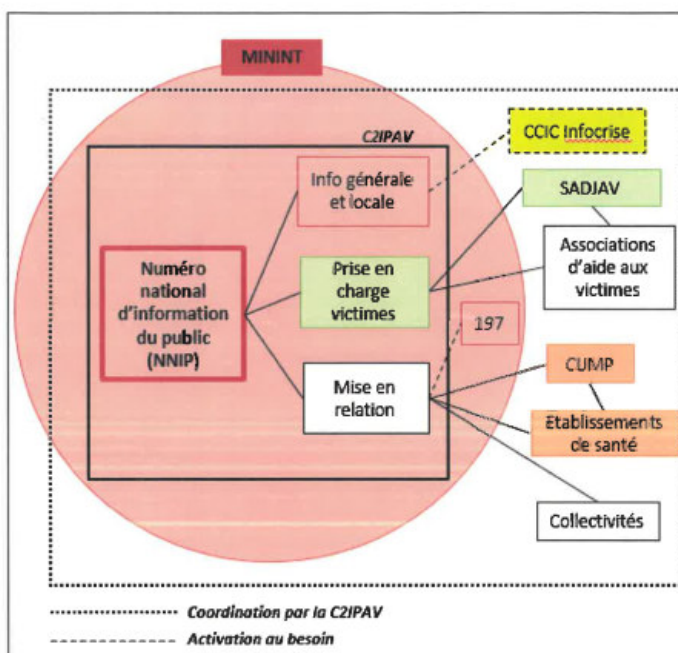 MININT
C2IPAV
CCIC Infocrise
Info générale
et locale
SADJAV
Numéro
national
d'information
du public
(NNIP)
Prise en
charge
victimes
Associations
d'aide aux
victimes
197
Mise en
relation
CUMP
Etablissements
de santé
Collectivités
Coordination par la C2IPAV
Activation au besoin